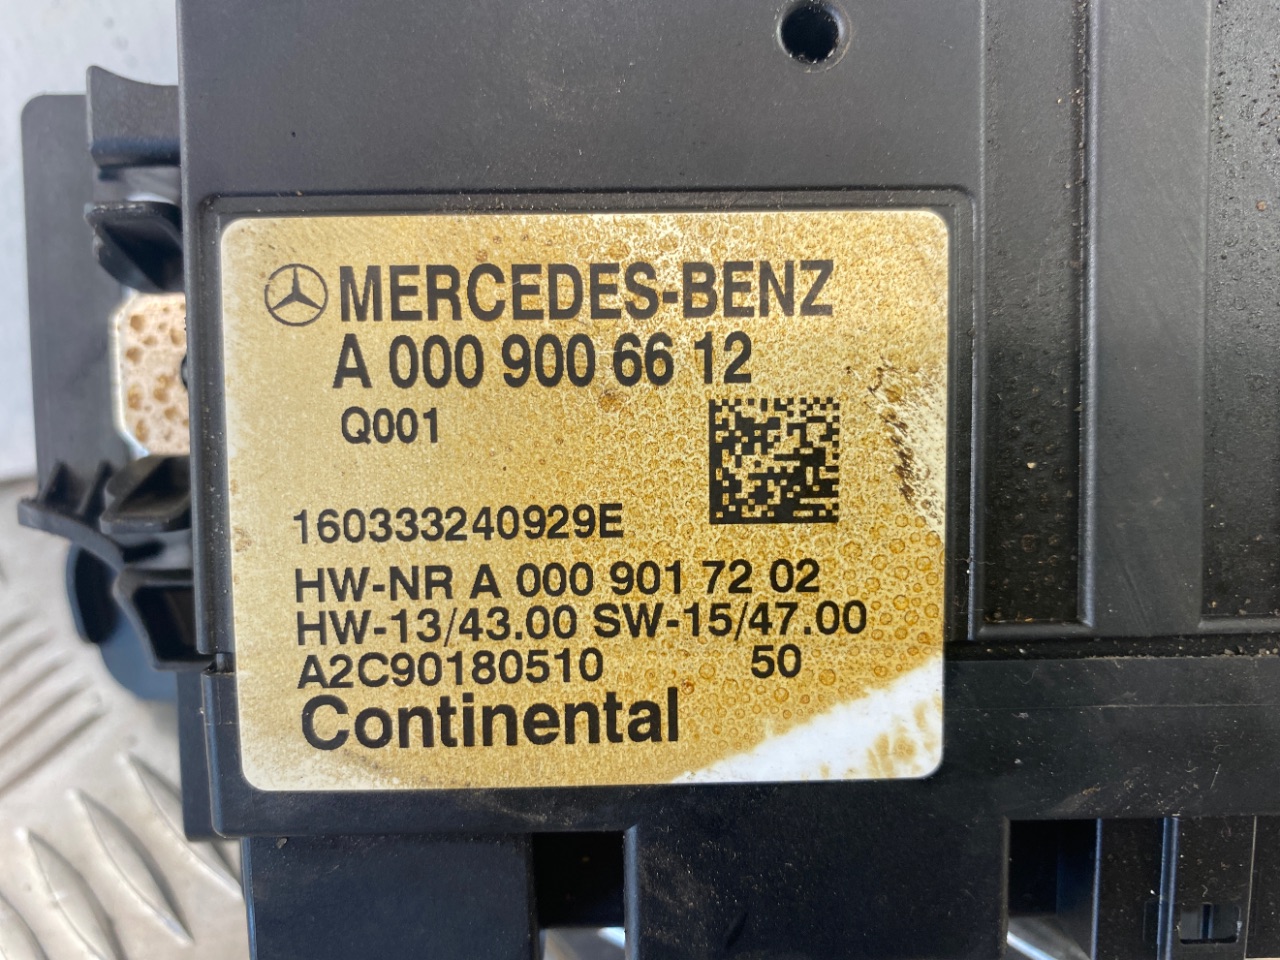 MERCEDES-BENZ
A 000 900 66 12
Q001
160333240929E
HW-NR A 000 901 72 02
HW-13/43.00 SW-15/47.00
A2C90180510 50
Continental